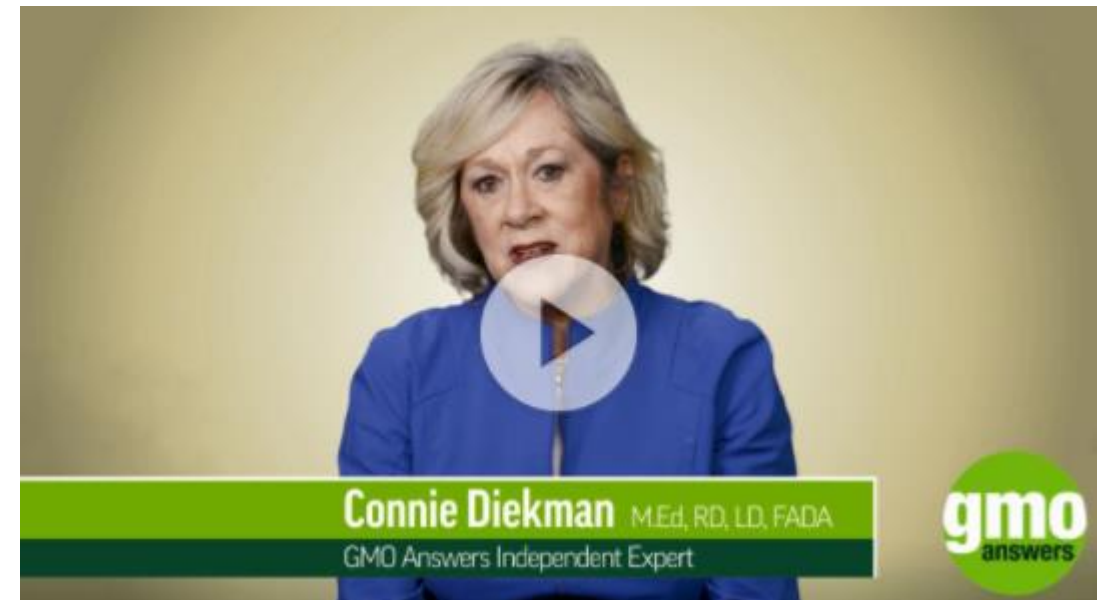 Connie Diekman M.Ed, RD, LD, FADA
GMO Answers Independent Expert
gmo
answers